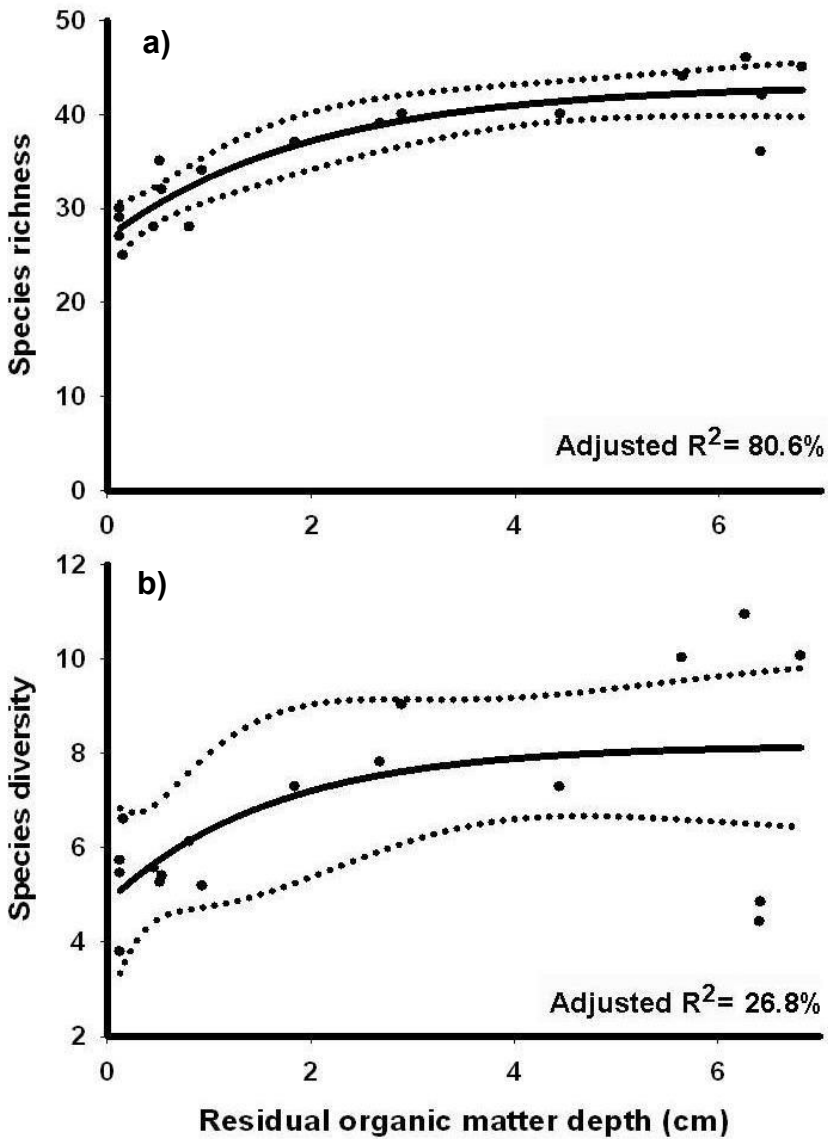 a)
50
40
30
20
10
0
Species richness
Adjusted R²= 80.6%
0 2 4 6
b)
12
10
8
6
4
2
Species diversity
Adjusted R²= 26.8%
0 2 4 6
Residual organic matter depth (cm)